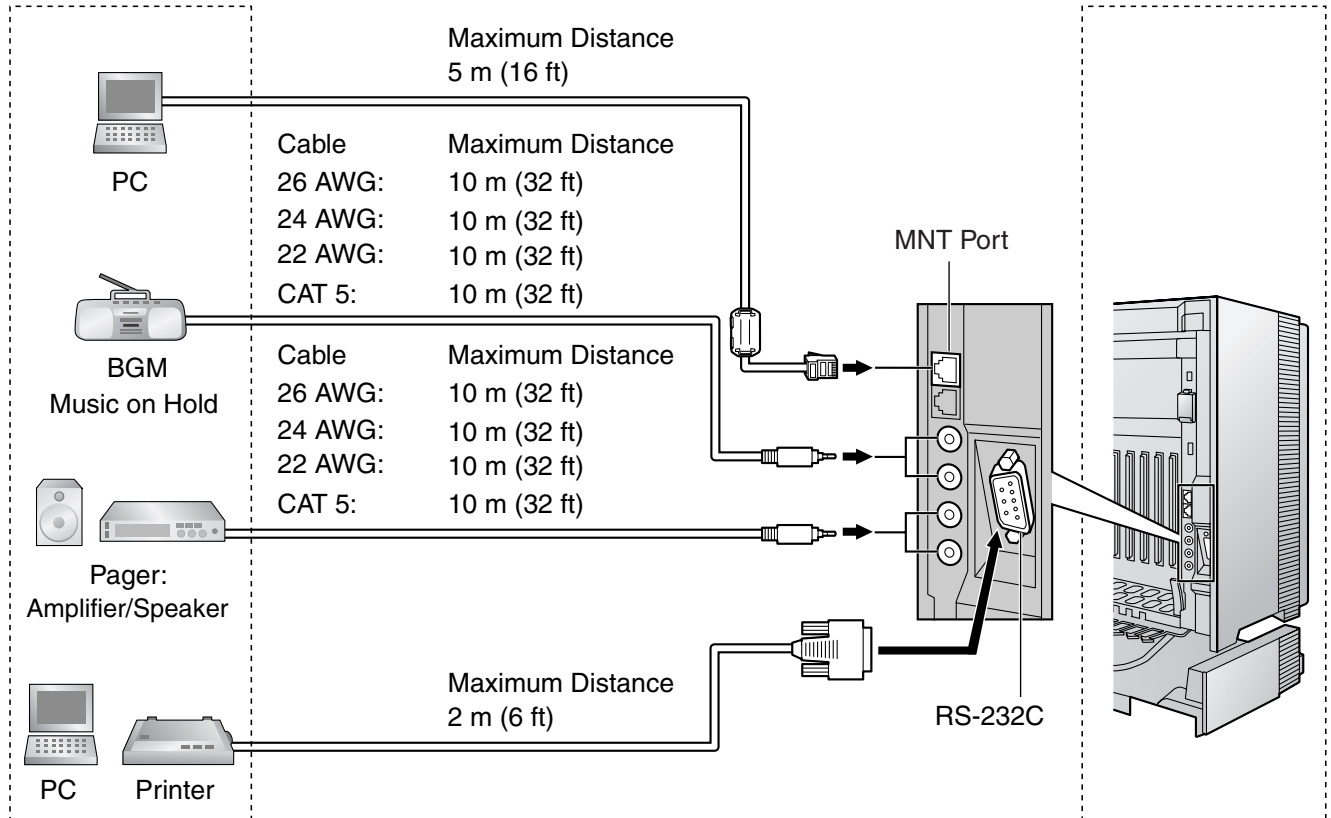 Maximum Distance
5 m (16 ft)
PC
Cable Maximum Distance
26 AWG: 10 m (32 ft)
24 AWG: 10 m (32 ft)
22 AWG: 10 m (32 ft)
CAT 5: 10 m (32 ft)
MNT Port
BGM
Music on Hold
Cable Maximum Distance
26 AWG: 10 m (32 ft)
24 AWG: 10 m (32 ft)
22 AWG: 10 m (32 ft)
CAT 5: 10 m (32 ft)
Pager:
Amplifier/Speaker
Maximum Distance
2 m (6 ft)
RS-232C
PC
Printer